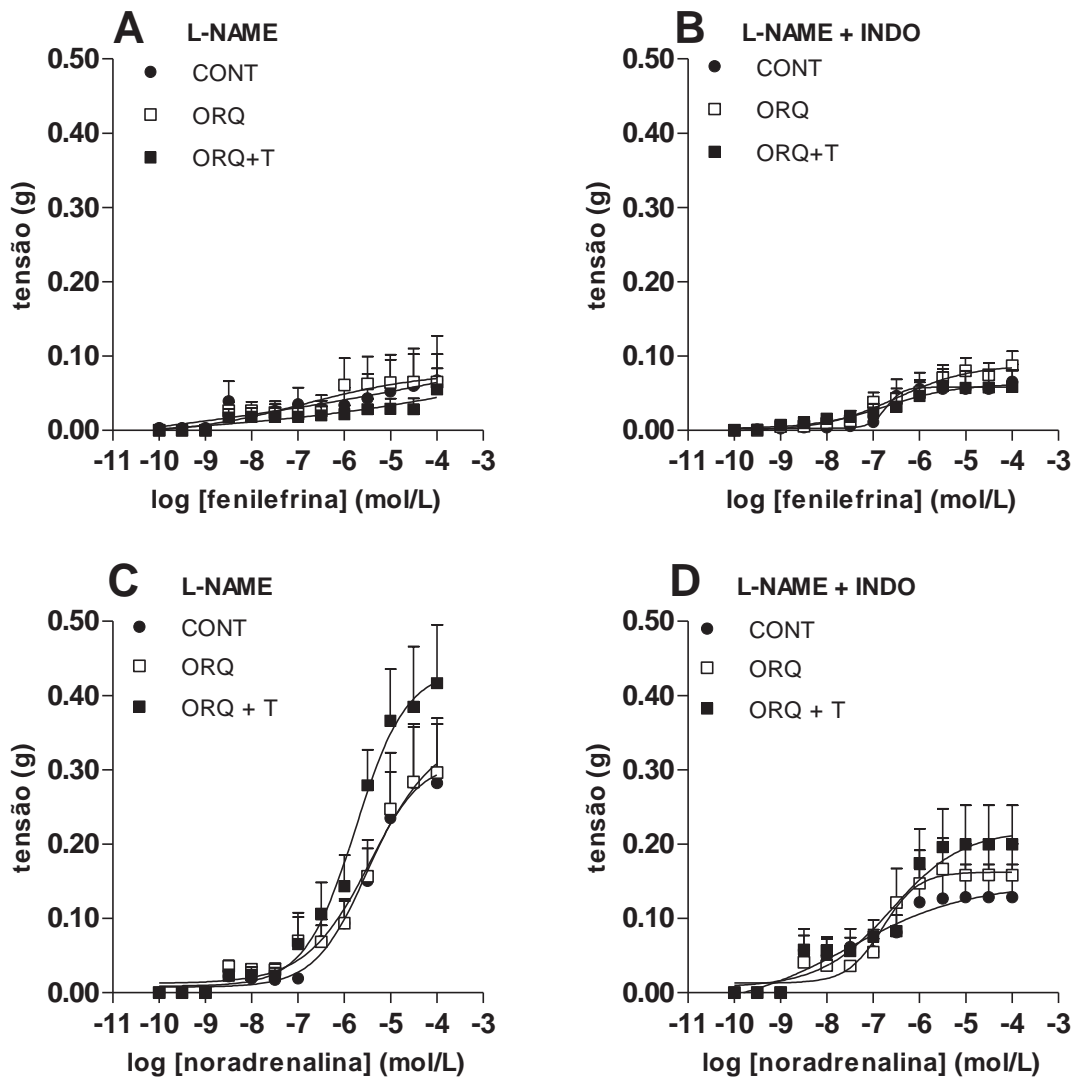 A L-NAME
0.50
CONT
ORQ
0.40
ORQ+T
0.30
0.20
0.10
0.00
tensão (g)
-11 -10 -9 -8 -7 -6 -5 -4 -3
log [fenilefrina] (mol/L)
B L-NAME + INDO
0.50
CONT
ORQ
0.40
ORQ+T
0.30
0.20
0.10
0.00
tensão (g)
-11 -10 -9 -8 -7 -6 -5 -4 -3
log [fenilefrina] (mol/L)
C L-NAME
0.50
CONT
ORQ
0.40
ORQ + T
0.30
0.20
0.10
0.00
tensão (g)
-11 -10 -9 -8 -7 -6 -5 -4 -3
log [noradrenalina] (mol/L)
D L-NAME + INDO
0.50
CONT
ORQ
0.40
ORQ + T
0.30
0.20
0.10
0.00
tensão (g)
-11 -10 -9 -8 -7 -6 -5 -4 -3
log [noradrenalina] (mol/L)